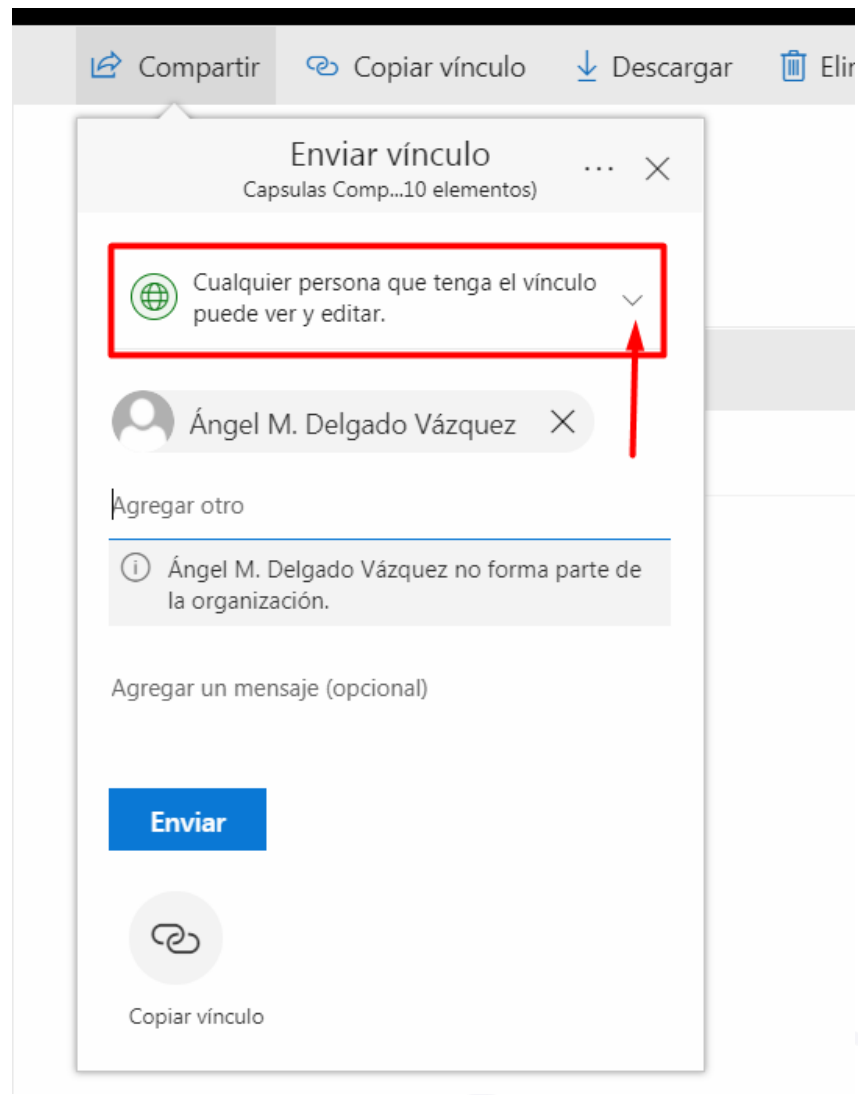 Compartir
Copiar vínculo
Descargar
Enviar vínculo
Capsulas Comp...10 elementos)
Cualquier persona que tenga el vínculo
puede ver y editar.
Ángel M. Delgado Vázquez
Agregar otro
Ángel M. Delgado Vázquez no forma parte de
la organización.
Agregar un mensaje (opcional)
Enviar
Copiar vínculo